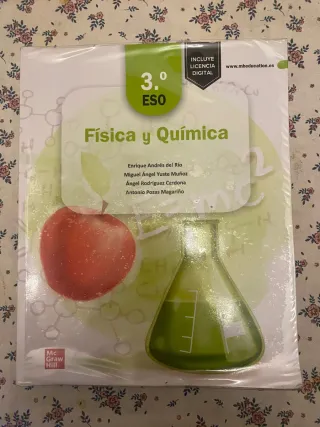 INCLUYE
LICENCIA
DIGITAL
www.mheducation.es
3.º
ESO
Física y Química
Enrique Andrés del Río
Miguel Ángel Yuste Muñoz
Ángel Rodríguez Cardona
Antonio Pozas Magariño
Mc
Graw
Hill